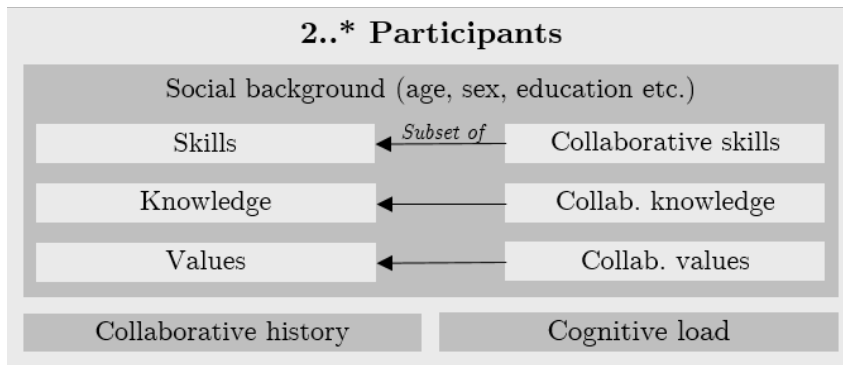 2..* Participants
Social background (age, sex, education etc.)
Skills
Subset of
Collaborative skills
Knowledge
Collab. knowledge
Values
Collab. values
Collaborative history
Cognitive load